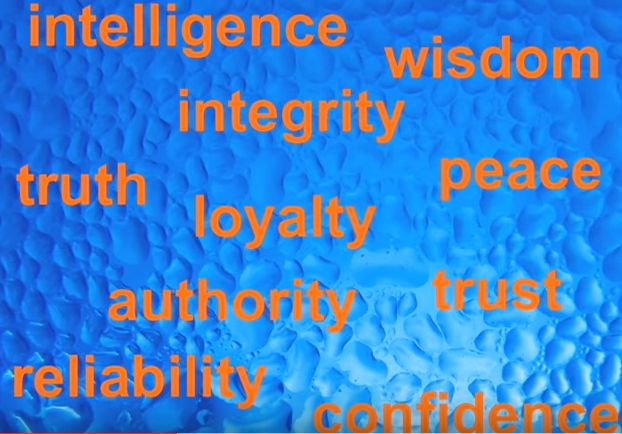 intelligence
wisdom
integrity
peace
truth
loyalty
trust
authority
reliability
confidence